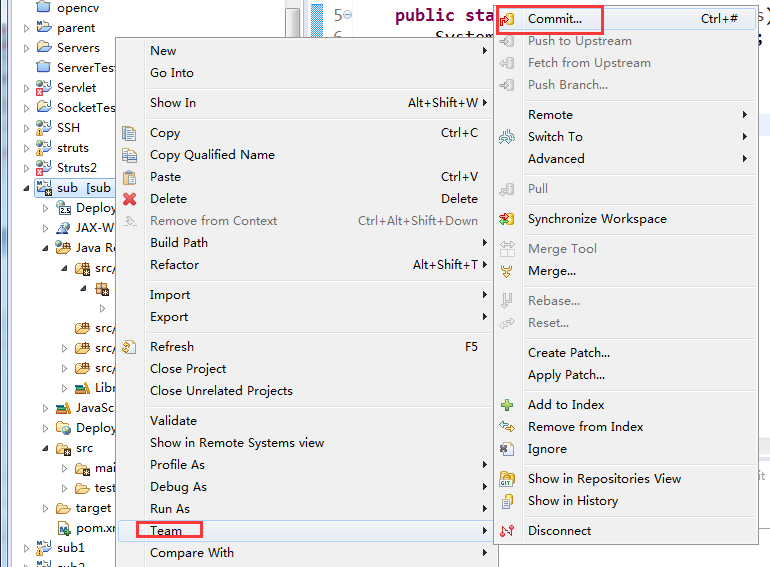 opencv
parent
Servers
ServerTes
Servlet
SocketTes
SSH
struts
Struts2
sub [sub
Deploy
JAX-W
Java Re
src/
src/
src/
src/
Libr
JavaSca
Deploy
src
mai
test
target
pom.xm
sub1
sub2
New
Go Into
Show In Alt+Shift+W
Copy Ctrl+C
Copy Qualified Name
Paste Ctrl+V
Delete Delete
Remove from Context Ctrl+Alt+Shift+Down
Build Path
Refactor Alt+Shift+T
Import
Export
Refresh F5
Close Project
Close Unrelated Projects
Validate
Show in Remote Systems view
Profile As
Debug As
Run As
Team
Compare With
5 public sta
6 System
s)
;
Commit... Ctrl+#
Push to Upstream
Fetch from Upstream
Push Branch...
Remote
Switch To
Advanced
Pull
Synchronize Workspace
Merge Tool
Merge...
Rebase...
Reset...
Create Patch...
Apply Patch...
Add to Index
Remove from Index
Ignore
Show in Repositories View
Show in History
Disconnect